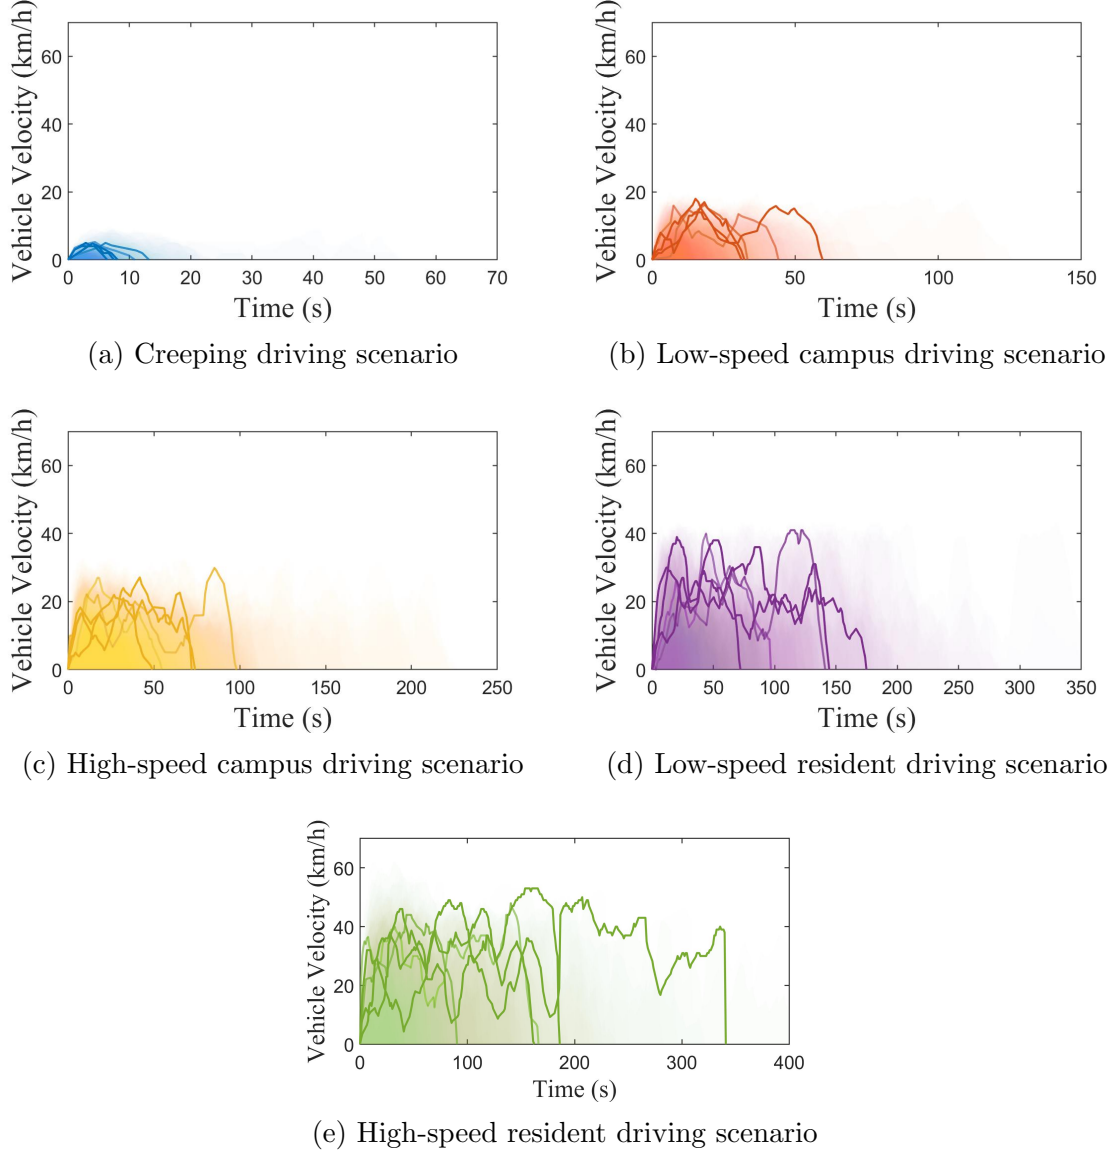 Vehicle Velocity (km/h)
60
40
20
0
0 10 20 30 40 50 60 70
Time (s)
(a) Creeping driving scenario
Vehicle Velocity (km/h)
60
40
20
0
0 50 100 150
Time (s)
(b) Low-speed campus driving scenario
Vehicle Velocity (km/h)
60
40
20
0
0 50 100 150 200 250
Time (s)
(c) High-speed campus driving scenario
Vehicle Velocity (km/h)
60
40
20
0
0 50 100 150 200 250 300 350
Time (s)
(d) Low-speed resident driving scenario
Vehicle Velocity (km/h)
60
40
20
0
0 100 200 300 400
Time (s)
(e) High-speed resident driving scenario